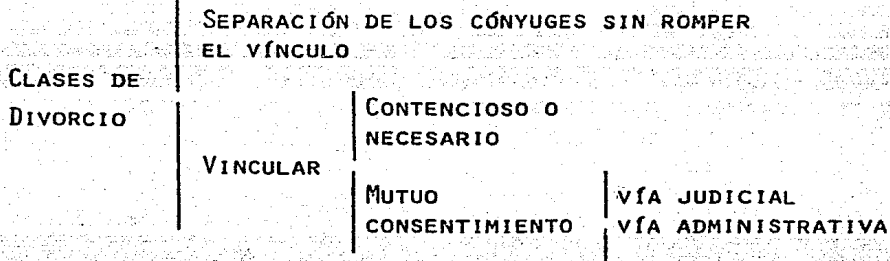 SEPARACIÓN DE LOS CÓNYUGES SIN ROMPER
EL VÍNCULO
CLASES DE
DIVORCIO
CONTENCIOSO O
NECESARIO
VINCULAR
MUTUO
CONSENTIMIENTO
VÍA JUDICIAL
VÍA ADMINISTRATIVA